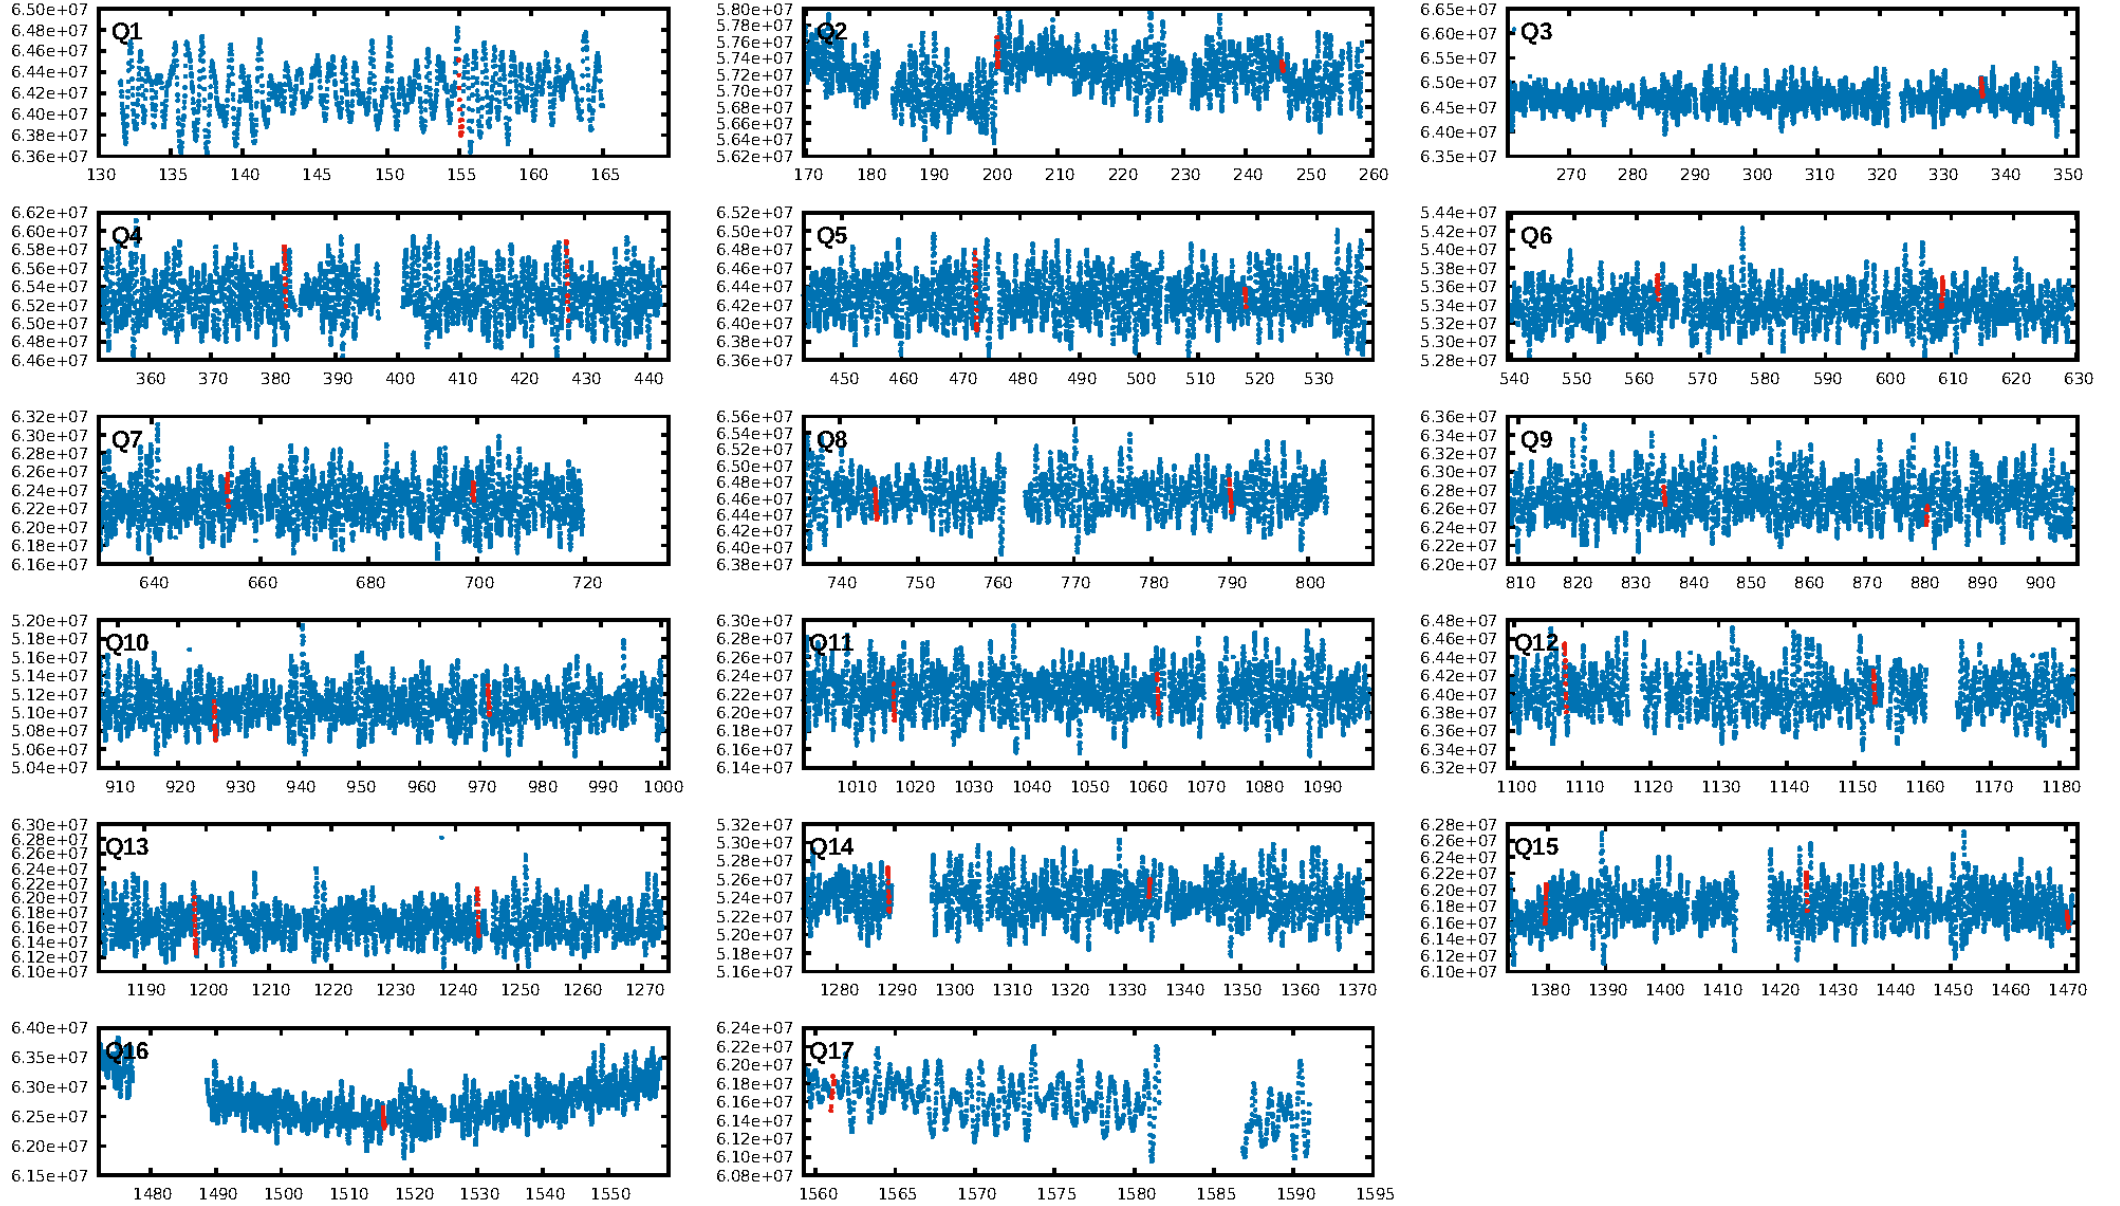 Q1
6.50e+07
6.48e+07
6.46e+07
6.44e+07
6.42e+07
6.40e+07
6.38e+07
6.36e+07
130 135 140 145 150 155 160 165
Q2
5.80e+07
5.78e+07
5.76e+07
5.74e+07
5.72e+07
5.70e+07
5.68e+07
5.66e+07
5.64e+07
5.62e+07
170 180 190 200 210 220 230 240 250 260
Q3
6.65e+07
6.60e+07
6.55e+07
6.50e+07
6.45e+07
6.40e+07
6.35e+07
270 280 290 300 310 320 330 340 350
Q4
6.62e+07
6.60e+07
6.58e+07
6.56e+07
6.54e+07
6.52e+07
6.50e+07
6.48e+07
6.46e+07
360 370 380 390 400 410 420 430 440
Q5
6.52e+07
6.50e+07
6.48e+07
6.46e+07
6.44e+07
6.42e+07
6.40e+07
6.38e+07
6.36e+07
450 460 470 480 490 500 510 520 530
Q6
5.44e+07
5.42e+07
5.40e+07
5.38e+07
5.36e+07
5.34e+07
5.32e+07
5.30e+07
5.28e+07
540 550 560 570 580 590 600 610 620 630
Q7
6.32e+07
6.30e+07
6.28e+07
6.26e+07
6.24e+07
6.22e+07
6.20e+07
6.18e+07
6.16e+07
640 660 680 700 720
Q8
6.56e+07
6.54e+07
6.52e+07
6.50e+07
6.48e+07
6.46e+07
6.44e+07
6.42e+07
6.40e+07
6.38e+07
740 750 760 770 780 790 800
Q9
6.36e+07
6.34e+07
6.32e+07
6.30e+07
6.28e+07
6.26e+07
6.24e+07
6.22e+07
6.20e+07
810 820 830 840 850 860 870 880 890 900
Q10
5.20e+07
5.18e+07
5.16e+07
5.14e+07
5.12e+07
5.10e+07
5.08e+07
5.06e+07
5.04e+07
910 920 930 940 950 960 970 980 990 1000
Q11
6.30e+07
6.28e+07
6.26e+07
6.24e+07
6.22e+07
6.20e+07
6.18e+07
6.16e+07
6.14e+07
1010 1020 1030 1040 1050 1060 1070 1080 1090
Q12
6.48e+07
6.46e+07
6.44e+07
6.42e+07
6.40e+07
6.38e+07
6.36e+07
6.34e+07
6.32e+07
1100 1110 1120 1130 1140 1150 1160 1170 1180
Q13
6.30e+07
6.28e+07
6.26e+07
6.24e+07
6.22e+07
6.20e+07
6.18e+07
6.16e+07
6.14e+07
6.12e+07
6.10e+07
1190 1200 1210 1220 1230 1240 1250 1260 1270
Q14
5.32e+07
5.30e+07
5.28e+07
5.26e+07
5.24e+07
5.22e+07
5.20e+07
5.18e+07
5.16e+07
1280 1290 1300 1310 1320 1330 1340 1350 1360 1370
Q15
6.28e+07
6.26e+07
6.24e+07
6.22e+07
6.20e+07
6.18e+07
6.16e+07
6.14e+07
6.12e+07
6.10e+07
1380 1390 1400 1410 1420 1430 1440 1450 1460 1470
Q16
6.40e+07
6.35e+07
6.30e+07
6.25e+07
6.20e+07
6.15e+07
1480 1490 1500 1510 1520 1530 1540 1550
Q17
6.24e+07
6.22e+07
6.20e+07
6.18e+07
6.16e+07
6.14e+07
6.12e+07
6.10e+07
6.08e+07
1560 1565 1570 1575 1580 1585 1590 1595